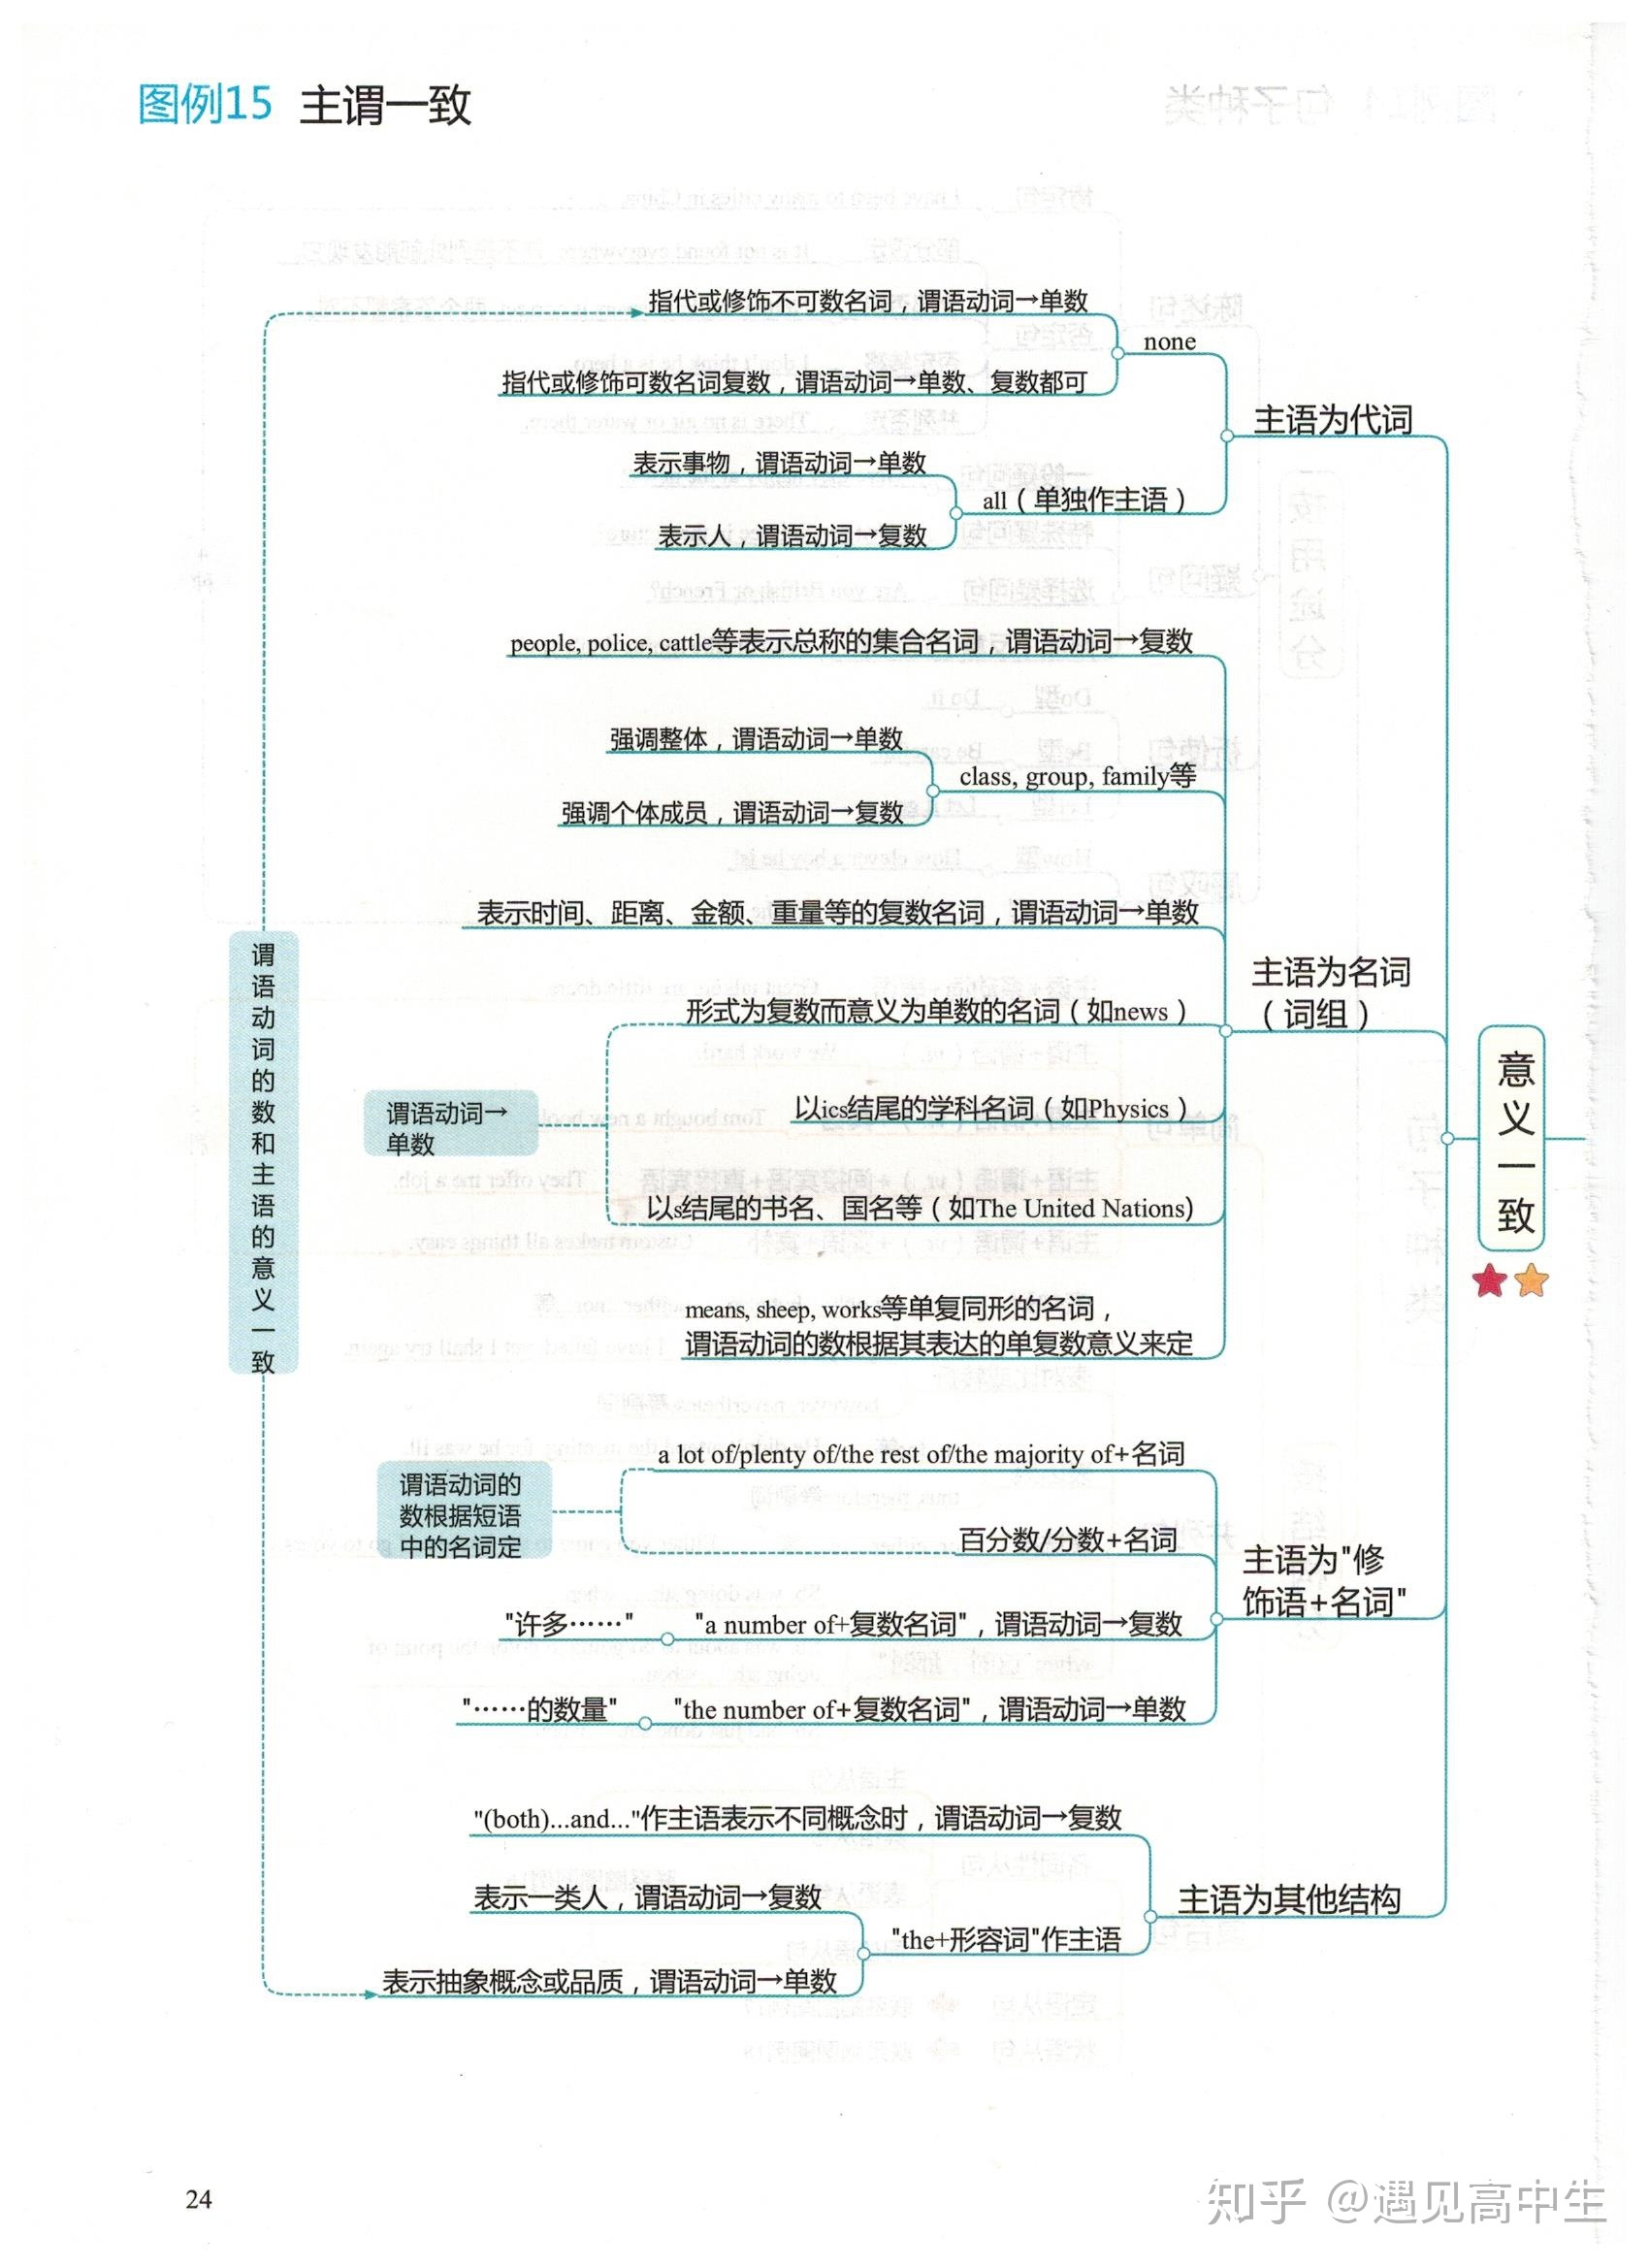 图例15 主谓一致
指代或修饰不可数名词，谓语动词→单数
none
指代或修饰可数名词复数，谓语动词→单数、复数都可
主语为代词
表示事物，谓语动词→单数
all（单独作主语）
表示人，谓语动词→复数
people, police, cattle等表示总称的集合名词，谓语动词→复数
强调整体，谓语动词→单数
class, group, family等
强调个体成员，谓语动词→复数
表示时间、距离、金额、重量等的复数名词，谓语动词→单数
主语为名词
（词组）
形式为复数而意义为单数的名词（如news）
谓语动词→
单数
以ics结尾的学科名词（如Physics）
以s结尾的书名、国名等（如The United Nations)
means, sheep, works等单复同形的名词，
谓语动词的数根据其表达的单复数意义来定
意义一致
谓语动词的数和主语的意义一致
a lot of/plenty of/the rest of/the majority of+名词
谓语动词的
数根据短语
中的名词定
百分数/分数+名词
主语为"修
饰语+名词"
"许多……" "a number of+复数名词"，谓语动词→复数
"……的数量" "the number of+复数名词"，谓语动词→单数
"(both)...and..."作主语表示不同概念时，谓语动词→复数
表示一类人，谓语动词→复数
主语为其他结构
"the+形容词"作主语
表示抽象概念或品质，谓语动词→单数
24
知乎 @遇见高中生